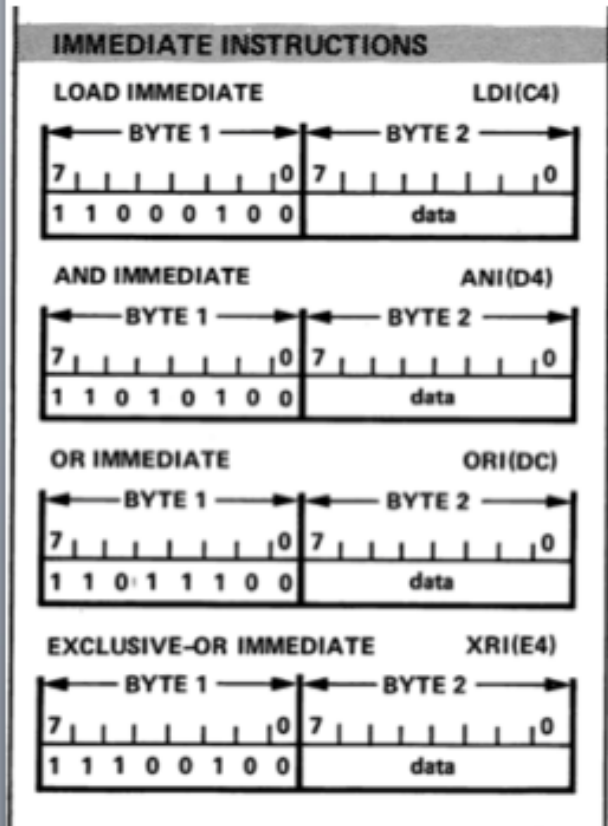 IMMEDIATE INSTRUCTIONS
LOAD IMMEDIATE LDI(C4)
BYTE 1 BYTE 2
7 0 7 0
1 1 0 0 0 1 0 0 data
AND IMMEDIATE ANI(D4)
BYTE 1 BYTE 2
7 0 7 0
1 1 0 1 0 1 0 0 data
OR IMMEDIATE ORI(DC)
BYTE 1 BYTE 2
7 0 7 0
1 1 0 1 1 1 0 0 data
EXCLUSIVE-OR IMMEDIATE XRI(E4)
BYTE 1 BYTE 2
7 0 7 0
1 1 1 0 0 1 0 0 data